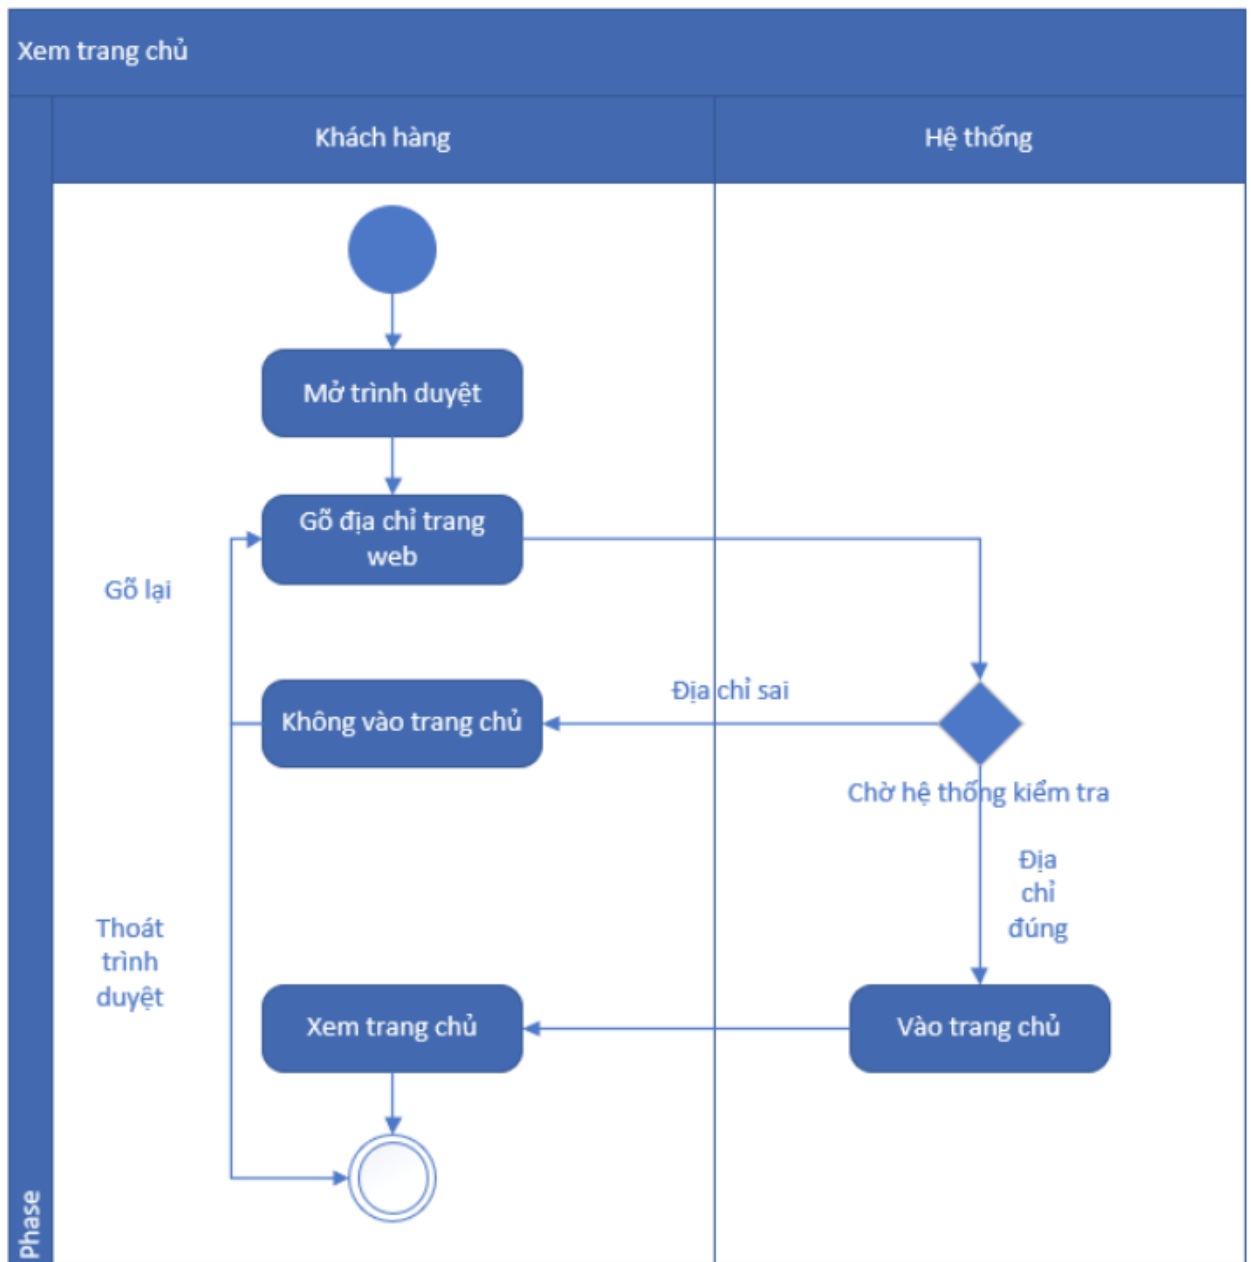 Xem trang chủ
Khách hàng
Hệ thống
Mở trình duyệt
Gõ địa chỉ trang
web
Gõ lại
Địa chỉ sai
Không vào trang chủ
Chờ hệ thống kiểm tra
Địa
chỉ
đúng
Thoát
trình
duyệt
Xem trang chủ
Vào trang chủ
Phase